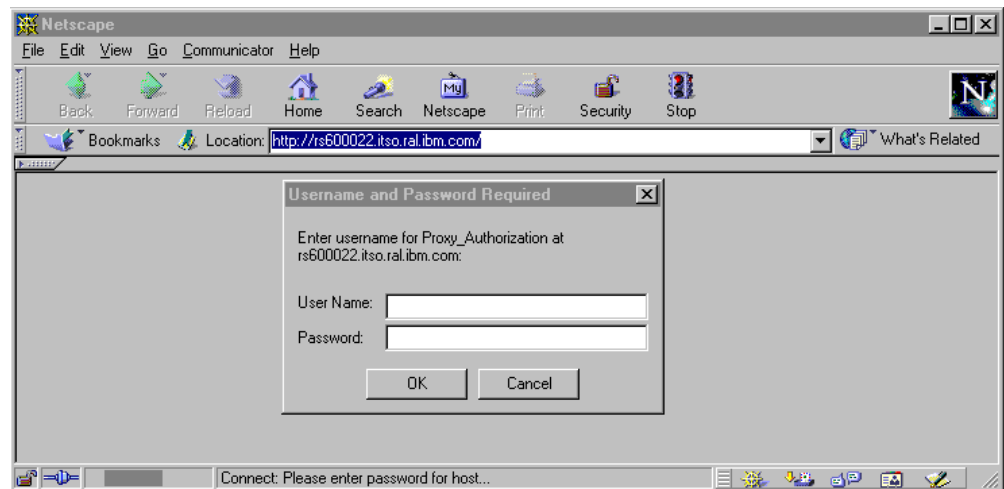 Netscape
File Edit View Go Communicator Help
My
Back Forward Reload Home Search Netscape Print Security Stop
N
Bookmarks Location: http://rs600022.itso.ral.ibm.com/ What's Related
Username and Password Required
Enter username for Proxy_Authorization at
rs600022.itso.ral.ibm.com:
User Name:
Password:
OK Cancel
Connect: Please enter password for host...